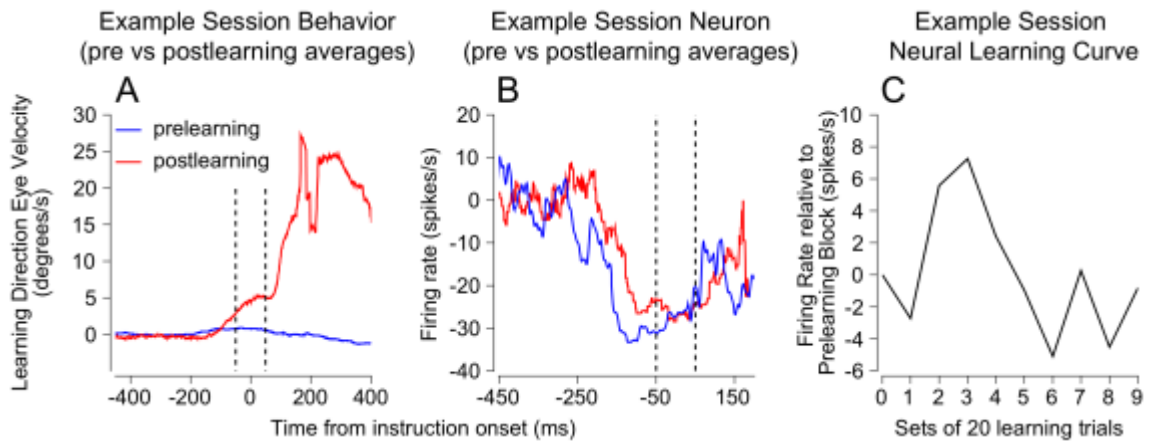 Example Session Behavior
(pre vs postlearning averages)
Example Session Neuron
(pre vs postlearning averages)
Example Session
Neural Learning Curve
A
Learning Direction Eye Velocity
(degrees/s)
30
25
20
15
10
5
0
prelearning
postlearning
-400
-200
0
200
400
B
Firing rate (spikes/s)
20
10
0
-10
-20
-30
-40
-450
-250
-50
150
Time from instruction onset (ms)
C
Firing Rate relative to
Prelearning Block (spikes/s)
10
8
6
4
2
0
-2
-4
-6
0 1 2 3 4 5 6 7 8 9
Sets of 20 learning trials